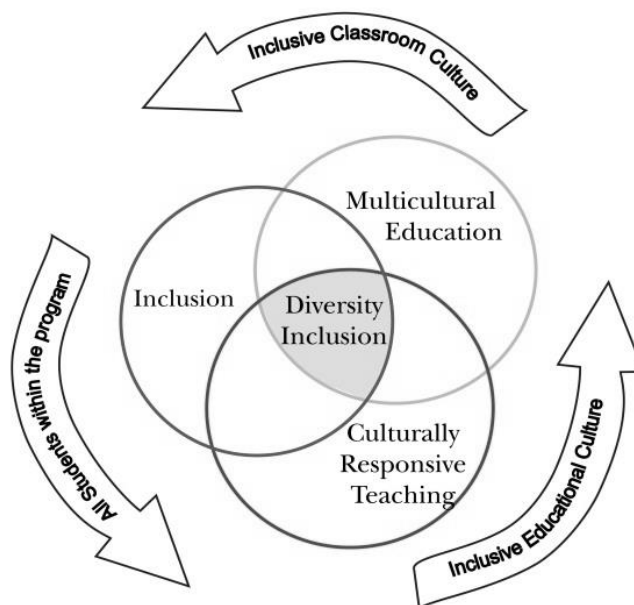 Inclusive Classroom Culture
Multicultural
Education
Inclusion
Diversity
Inclusion
Culturally
Responsive
Teaching
All Students within the program
Inclusive Educational Culture